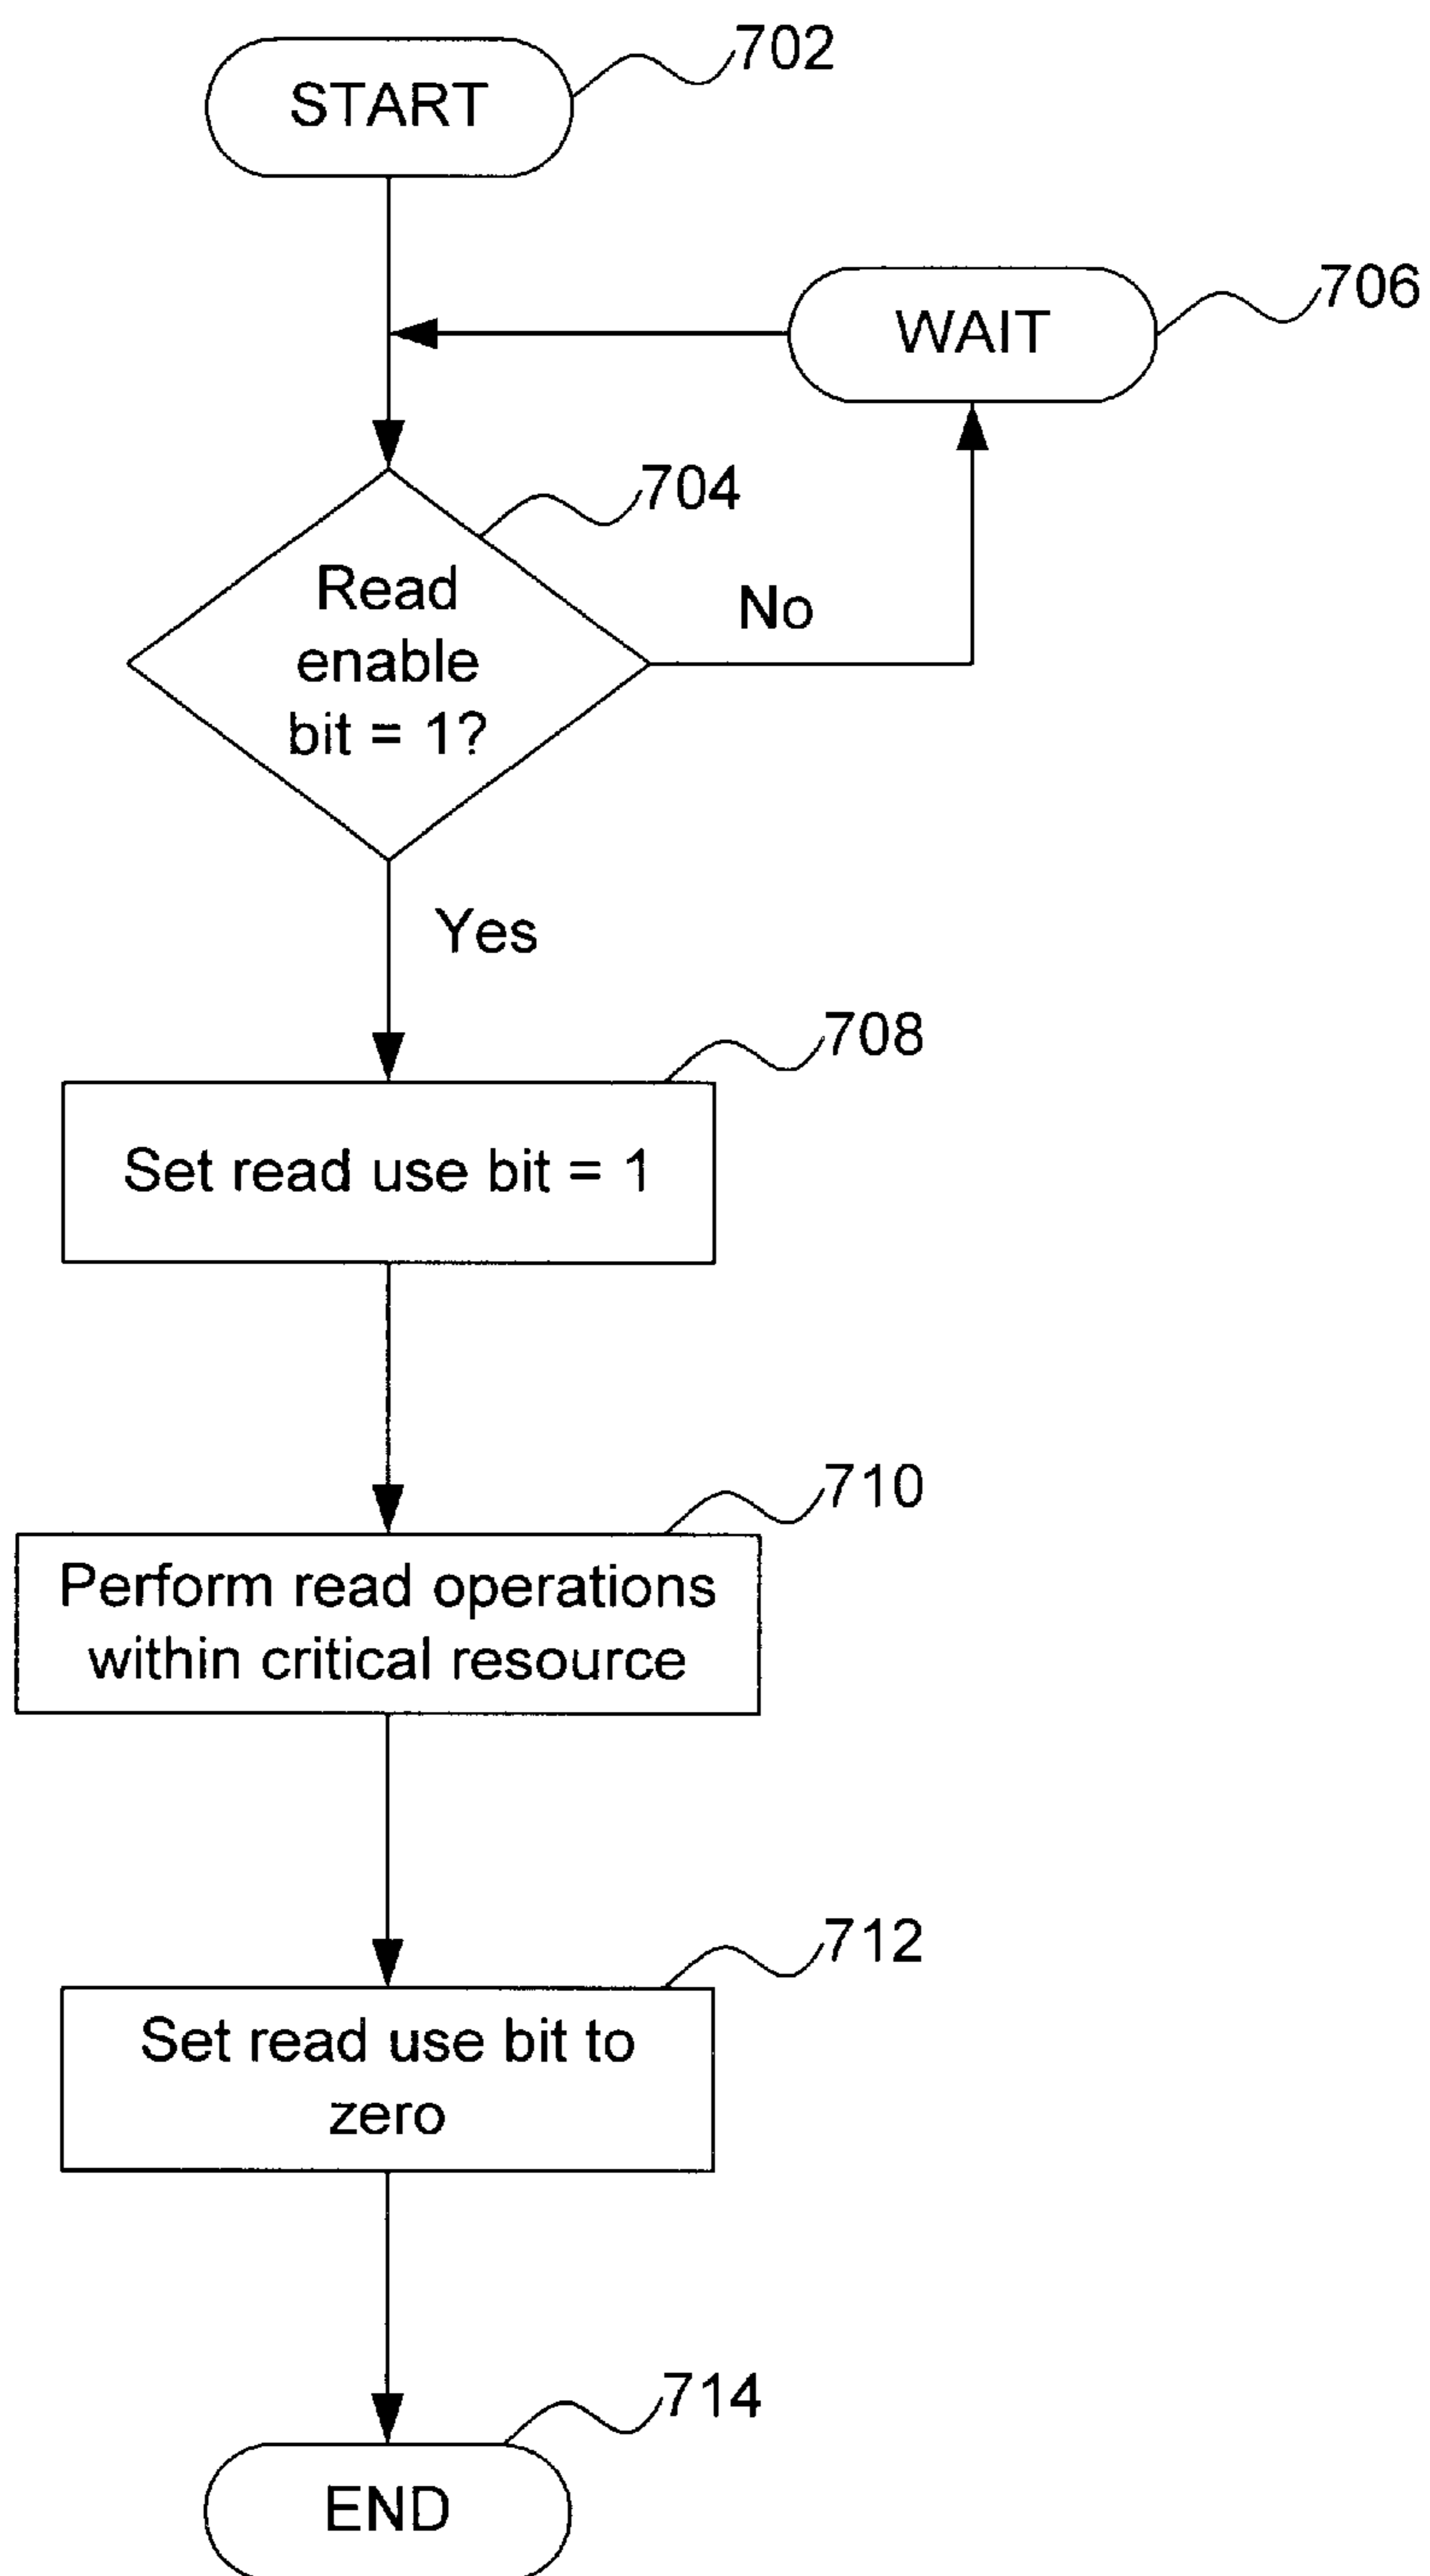 702
START
706
WAIT
704
Read
enable
bit = 1?
No
Yes
708
Set read use bit = 1
710
Perform read operations
within critical resource
712
Set read use bit to
zero
714
END